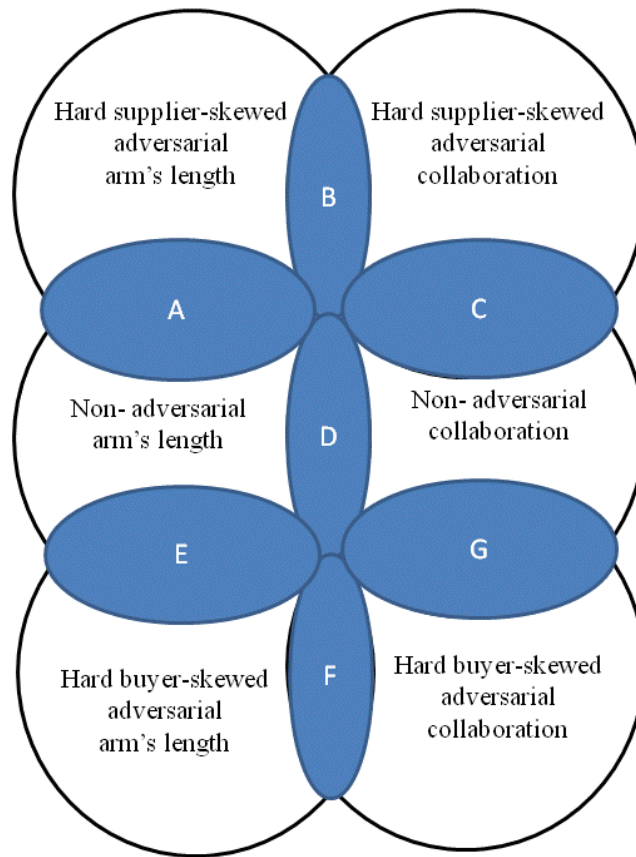 Hard supplier-skewed
adversarial
arm's length
Hard supplier-skewed
adversarial
collaboration
B
A
C
Non- adversarial
arm's length
Non- adversarial
collaboration
D
E
G
Hard buyer-skewed
adversarial
arm's length
F
Hard buyer-skewed
adversarial
collaboration